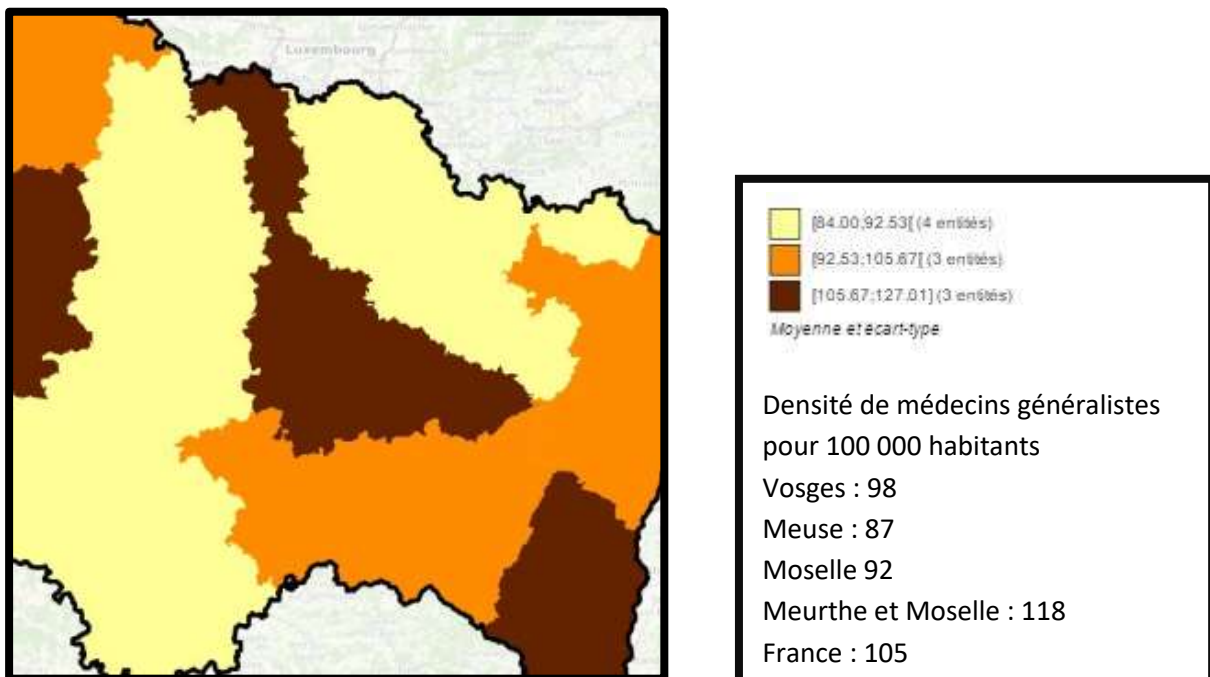 Luxembourg
[84.00;92.53[ (4 entités)
[92.53;105.67[ (3 entités)
[105.67;127.01] (3 entités)
Moyenne et écart-type
Densité de médecins généralistes
pour 100 000 habitants
Vosges : 98
Meuse : 87
Moselle 92
Meurthe et Moselle : 118
France : 105